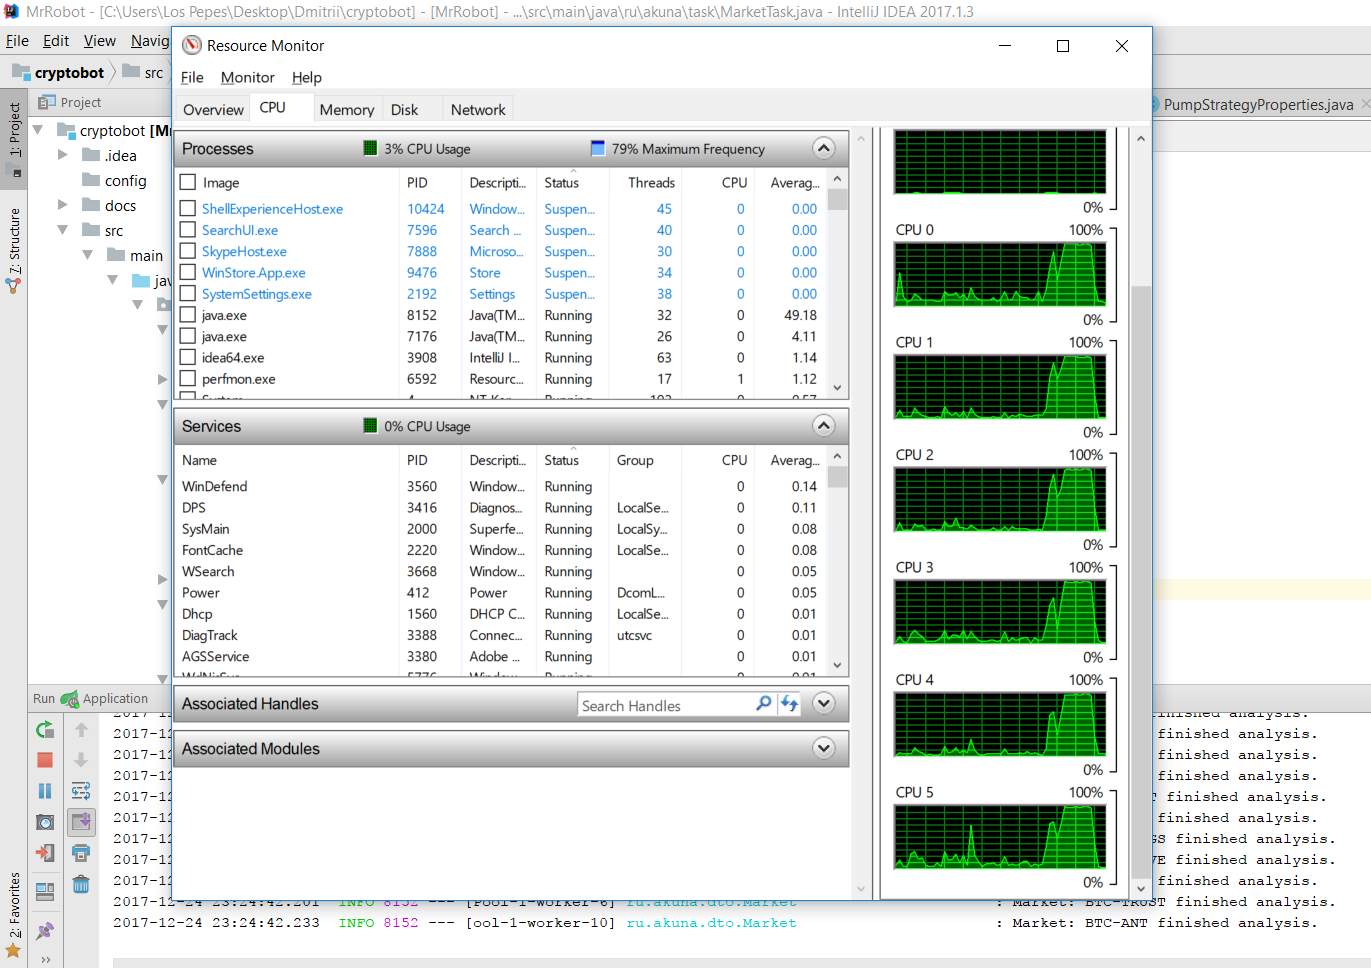 MrRobot - [C:\Users\Los Pepes\Desktop\Dmitrii\cryptobot] - [MrRobot] - ...\src\main\java\ru\akuna\task\MarketTask.java - IntelliJ IDEA 2017.1.3
File Edit View Navig
cryptobot src
PumpStrategyProperties.java
1: Project
7: Structure
2: Favorites
Project
cryptobot [Mr
.idea
config
docs
src
main
jav
Resource Monitor
File Monitor Help
Overview CPU Memory Disk Network
Processes 3% CPU Usage 79% Maximum Frequency
Image PID Descripti... Status Threads CPU Averag...
ShellExperienceHost.exe 10424 Window... Suspen... 45 0 0.00
SearchUI.exe 7596 Search ... Suspen... 40 0 0.00
SkypeHost.exe 7888 Microso... Suspen... 30 0 0.00
WinStore.App.exe 9476 Store Suspen... 34 0 0.00
SystemSettings.exe 2192 Settings Suspen... 38 0 0.00
java.exe 8152 Java(TM... Running 32 0 49.18
java.exe 7176 Java(TM... Running 26 0 4.11
idea64.exe 3908 IntelliJ I... Running 63 0 1.14
perfmon.exe 6592 Resourc... Running 17 1 1.12
Services 0% CPU Usage
Name PID Descripti... Status Group CPU Averag...
WinDefend 3560 Window... Running 0 0.14
DPS 3416 Diagnos... Running LocalSe... 0 0.11
SysMain 2000 Superfe... Running LocalSy... 0 0.08
FontCache 2220 Window... Running LocalSe... 0 0.08
WSearch 3668 Window... Running 0 0.05
Power 412 Power Running DcomL... 0 0.05
Dhcp 1560 DHCP C... Running LocalSe... 0 0.01
DiagTrack 3388 Connec... Running utcsvc 0 0.01
AGSService 3380 Adobe ... Running 0 0.01
Associated Handles Search Handles
Associated Modules
0%
CPU 0 100%
0%
CPU 1 100%
0%
CPU 2 100%
0%
CPU 3 100%
0%
CPU 4 100%
0%
CPU 5 100%
0%
Run Application
finished analysis.
2017-12 finished analysis.
2017-12 finished analysis.
2017-12 finished analysis.
2017-12 T finished analysis.
2017-12 finished analysis.
2017-12 SS finished analysis.
2017-12 VE finished analysis.
2017-12 finished analysis.
2017-12-24 23:24:42.201 INFO 8152 --- [Pool-1-worker-6] ru.akuna.dto.Market : Market: BTC-TRUST finished analysis.
2017-12-24 23:24:42.233 INFO 8152 --- [ool-1-worker-10] ru.akuna.dto.Market : Market: BTC-ANT finished analysis.